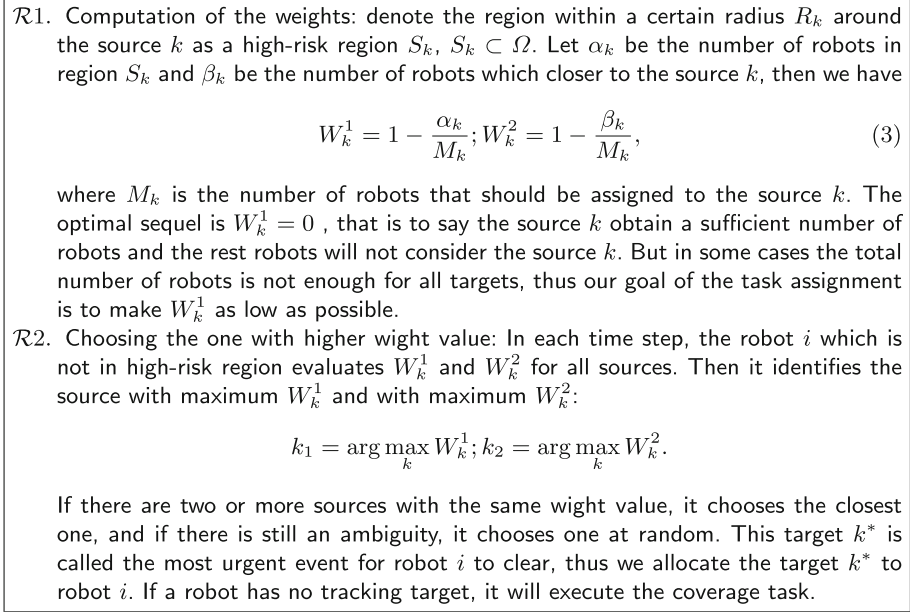 R1. Computation of the weights: denote the region within a certain radius R_k around
the source k as a high-risk region S_k, S_k ⊂ Ω. Let α_k be the number of robots in
region S_k and β_k be the number of robots which closer to the source k, then we have
W_k^1 = 1 − α_k/M_k; W_k^2 = 1 − β_k/M_k, (3)
where M_k is the number of robots that should be assigned to the source k. The
optimal sequel is W_k^1 = 0 , that is to say the source k obtain a sufficient number of
robots and the rest robots will not consider the source k. But in some cases the total
number of robots is not enough for all targets, thus our goal of the task assignment
is to make W_k^1 as low as possible.
R2. Choosing the one with higher wight value: In each time step, the robot i which is
not in high-risk region evaluates W_k^1 and W_k^2 for all sources. Then it identifies the
source with maximum W_k^1 and with maximum W_k^2:
k_1 = arg max_k W_k^1; k_2 = arg max_k W_k^2.
If there are two or more sources with the same wight value, it chooses the closest
one, and if there is still an ambiguity, it chooses one at random. This target k* is
called the most urgent event for robot i to clear, thus we allocate the target k* to
robot i. If a robot has no tracking target, it will execute the coverage task.